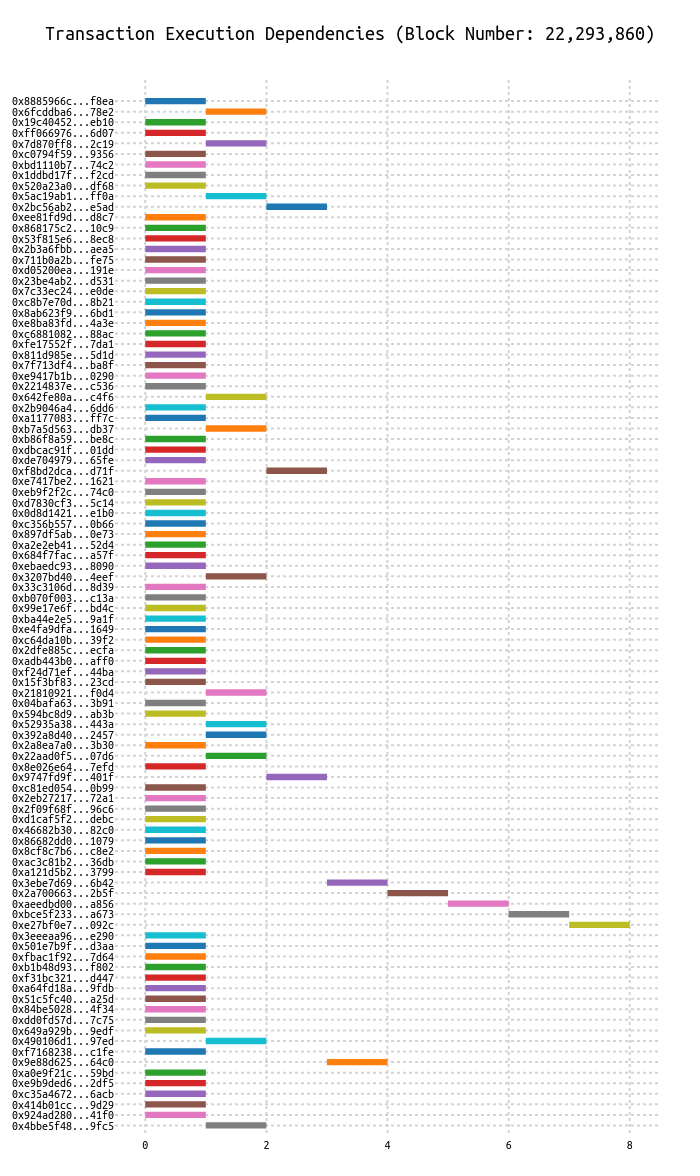 Transaction Execution Dependencies (Block Number: 22,293,860)
0x8885966c...f8ea
0x6fcddba6...78e2
0x19c40452...eb10
0xff066976...6d07
0x7d870ff8...2c19
0xc0794f59...9356
0xbd1110b7...74c2
0x1ddbd17f...f2cd
0x520a23a0...df68
0x5ac19ab1...ff0a
0x2bc56ab2...e5ad
0xee81fd9d...d8c7
0x868175c2...10c9
0x53f815e6...8ec8
0x2b3a6fbb...aea5
0x711b0a2b...fe75
0xd05200ea...191e
0x23be4ab2...d531
0x7c33ec24...e0de
0xc8b7e70d...8b21
0x8ab623f9...6bd1
0xe8ba83fd...4a3e
0xc6881082...88ac
0xfe17552f...7da1
0x811d985e...5d1d
0x7f713df4...ba8f
0xe9417b1b...0290
0x2214837e...c536
0x642fe80a...c4f6
0x2b9046a4...6dd6
0xa1177083...ff7c
0xb7a5d563...db37
0xb86f8a59...be8c
0xdbcac91f...01dd
0xde704979...65fe
0xf8bd2dca...d71f
0xe7417be2...1621
0xeb9f2f2c...74c0
0xd7830cf3...5c14
0x0d8d1421...e1b0
0xc356b557...0b66
0x897df5ab...0e73
0xa2e2eb41...52d4
0x684f7fac...a57f
0xebaedc93...8090
0x3207bd40...4eef
0x33c3106d...8d39
0xb070f003...c13a
0x99e17e6f...bd4c
0xba44e2e5...9a1f
0xe4fa9dfa...1649
0xc64da10b...39f2
0x2dfe885c...ecfa
0xadb443b0...aff0
0xf24d71ef...44ba
0x15f3bf83...23cd
0x21810921...f0d4
0x04bafa63...3b91
0x594bc8d9...ab3b
0x52935a38...443a
0x392a8d40...2457
0x2a8ea7a0...3b30
0x22aad0f5...07d6
0x8e026e64...7efd
0x9747fd9f...401f
0xc81ed054...0b99
0x2eb27217...72a1
0x2f09f68f...96c6
0xd1caf5f2...debc
0x46682b30...82c0
0x86682dd0...1079
0x8cf8c7b6...c8e2
0xac3c81b2...36db
0xa121d5b2...3799
0x3ebe7d69...6b42
0x2a700663...2b5f
0xaeedbd00...a856
0xbce5f233...a673
0xe27bf0e7...092c
0x3eeeaa96...e290
0x501e7b9f...d3aa
0xfbac1f92...7d64
0xb1b48d93...f802
0xf31bc321...d447
0xa64fd18a...9fdb
0x51c5fc40...a25d
0x84be5028...4f34
0xdd0fd57d...7c75
0x649a929b...9edf
0x490106d1...97ed
0xf7168238...c1fe
0x9e88d625...64c0
0xa0e9f21c...59bd
0xe9b9ded6...2df5
0xc35a4672...6acb
0x414b01cc...9d29
0x924ad280...41f0
0x4bbe5f48...9fc5
0 2 4 6 8